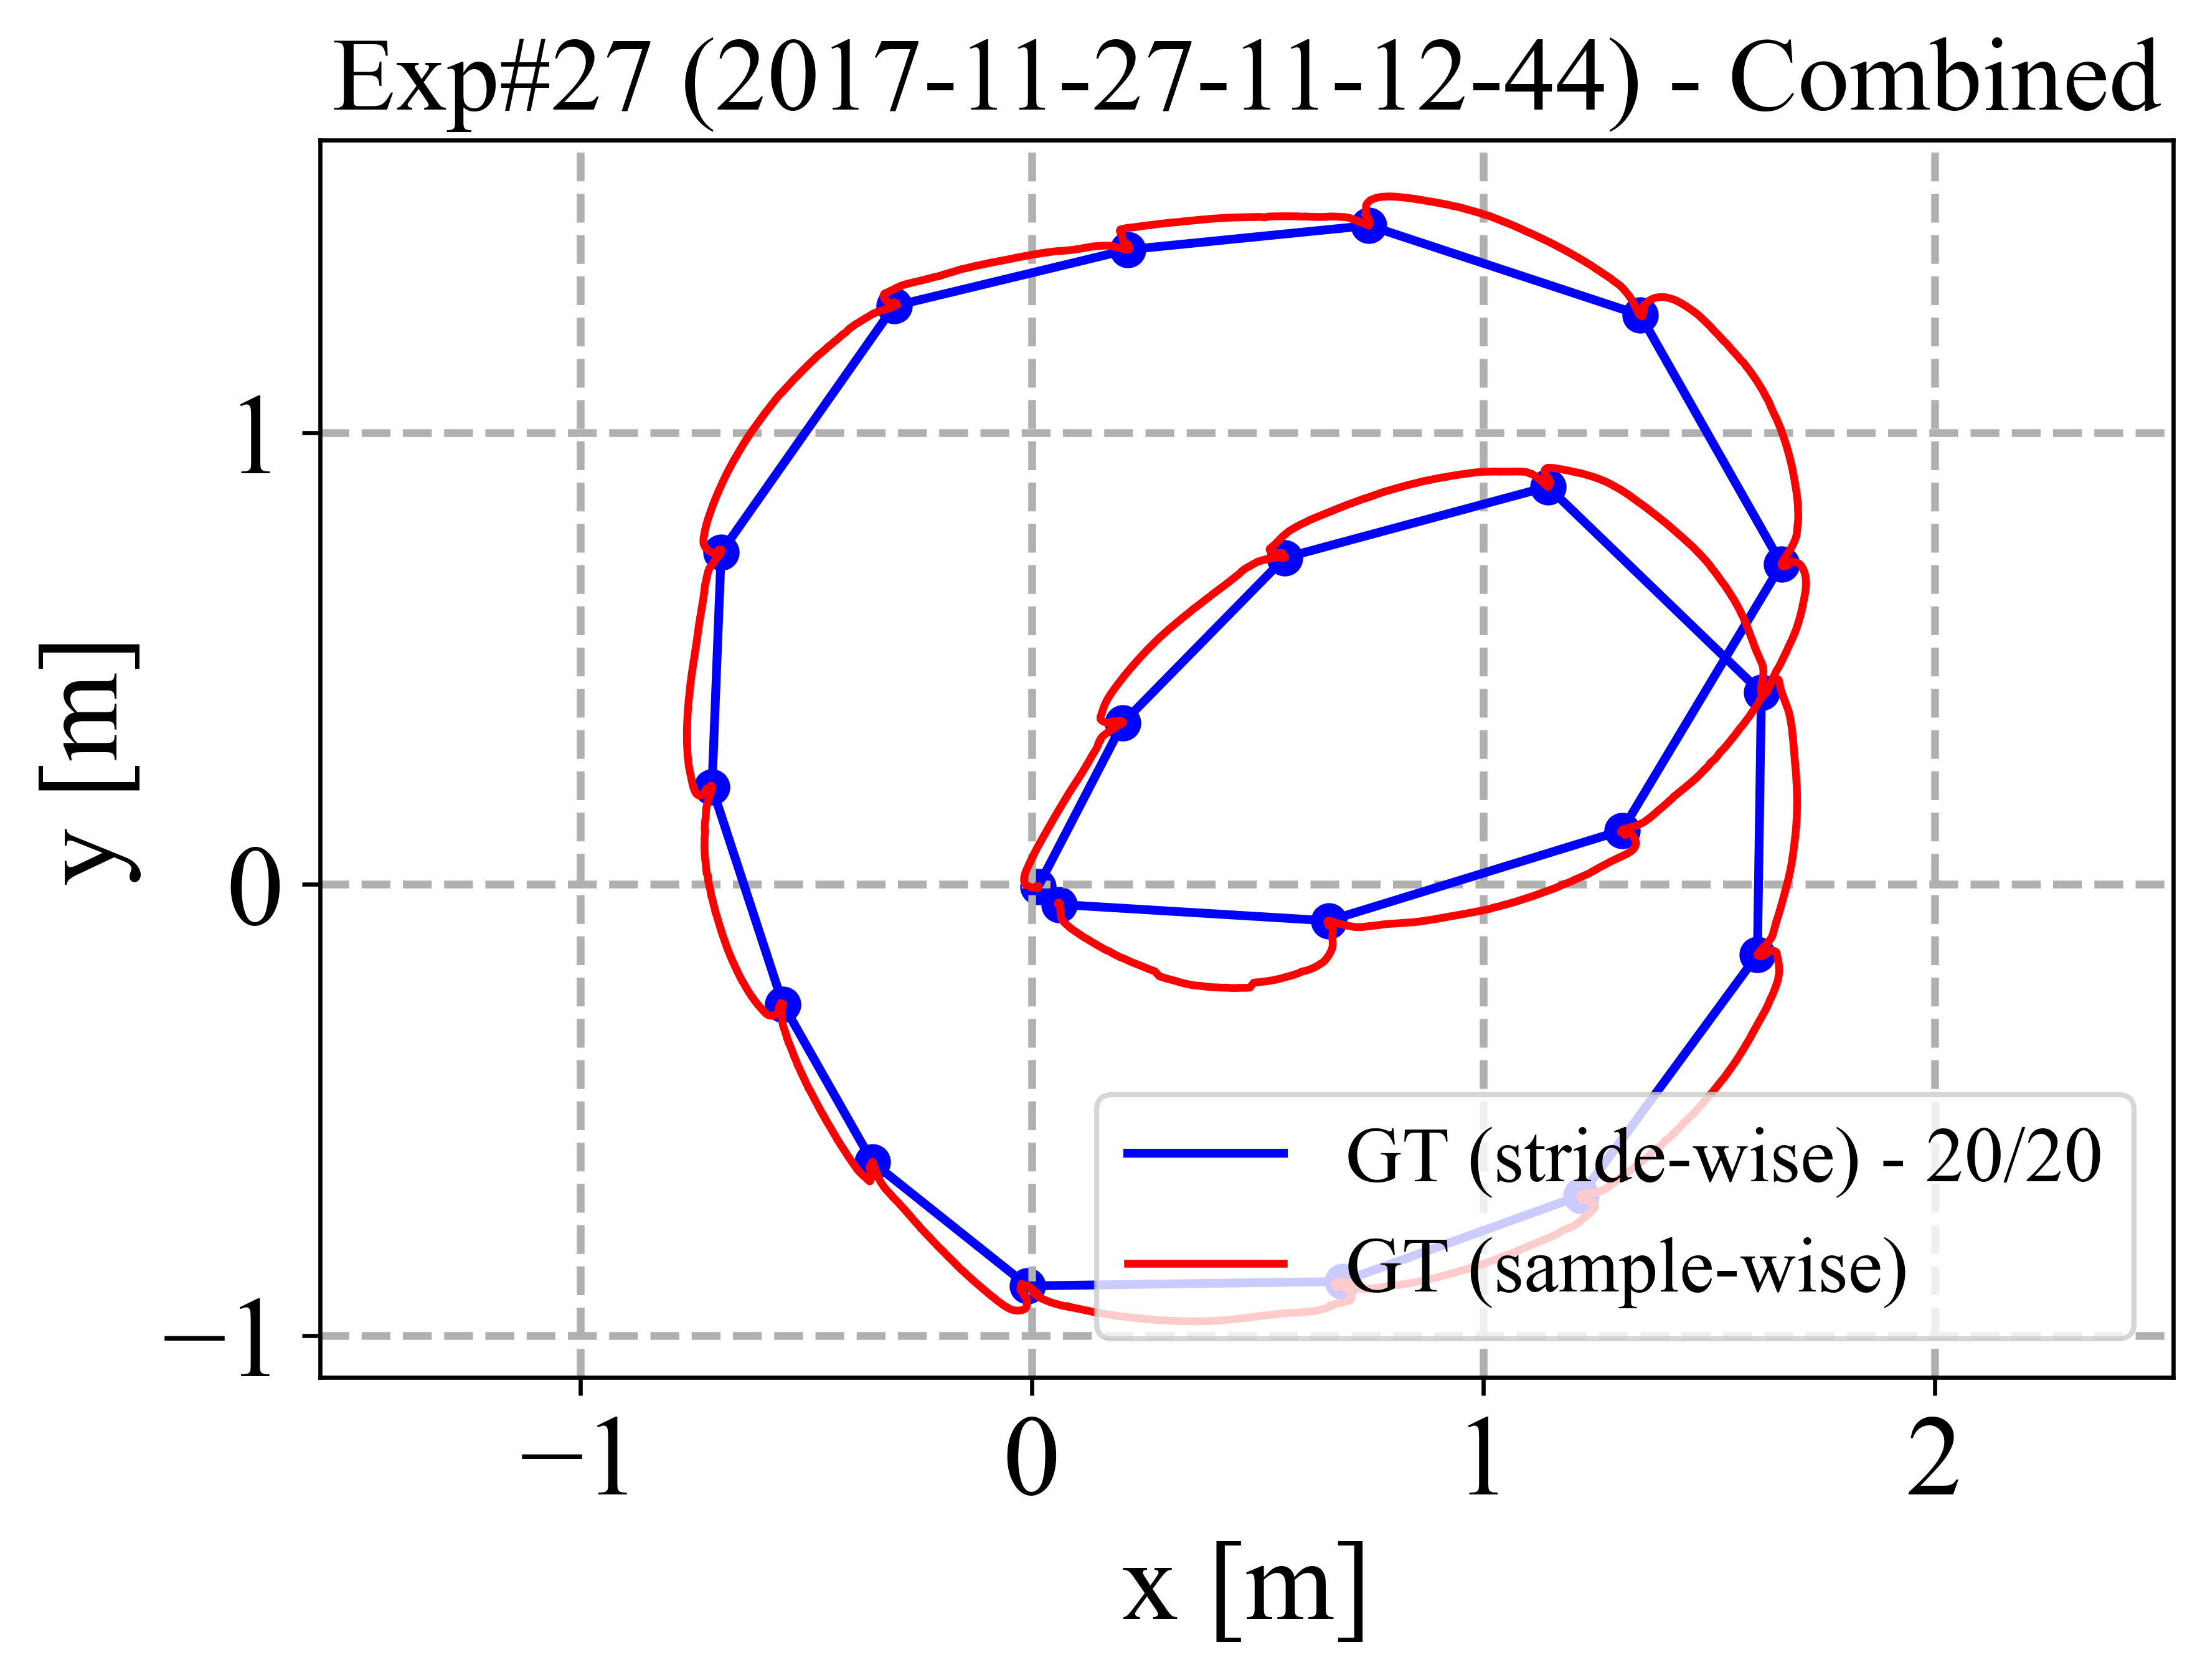 Exp#27 (2017-11-27-11-12-44) - Combined
1
0
−1
y [m]
GT (stride-wise) - 20/20
GT (sample-wise)
−1 0 1 2
x [m]